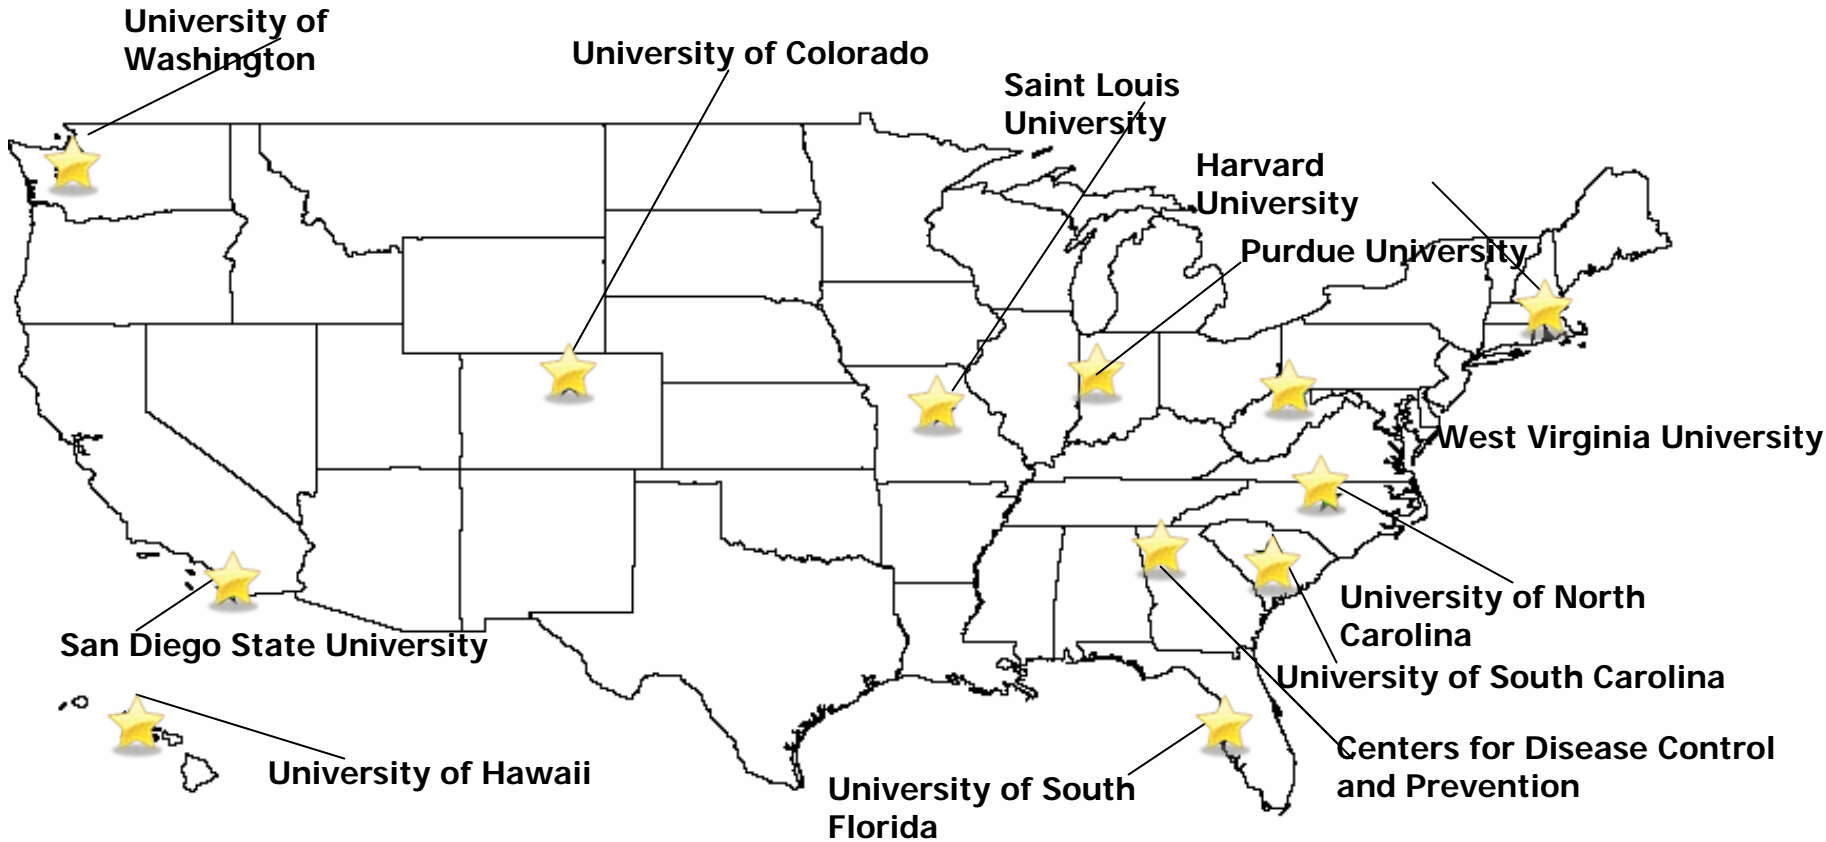 University of
Washington
University of Colorado
Saint Louis
University
Harvard
University
Purdue University
West Virginia University
University of North
Carolina
San Diego State University
University of South Carolina
Centers for Disease Control
and Prevention
University of Hawaii
University of South
Florida